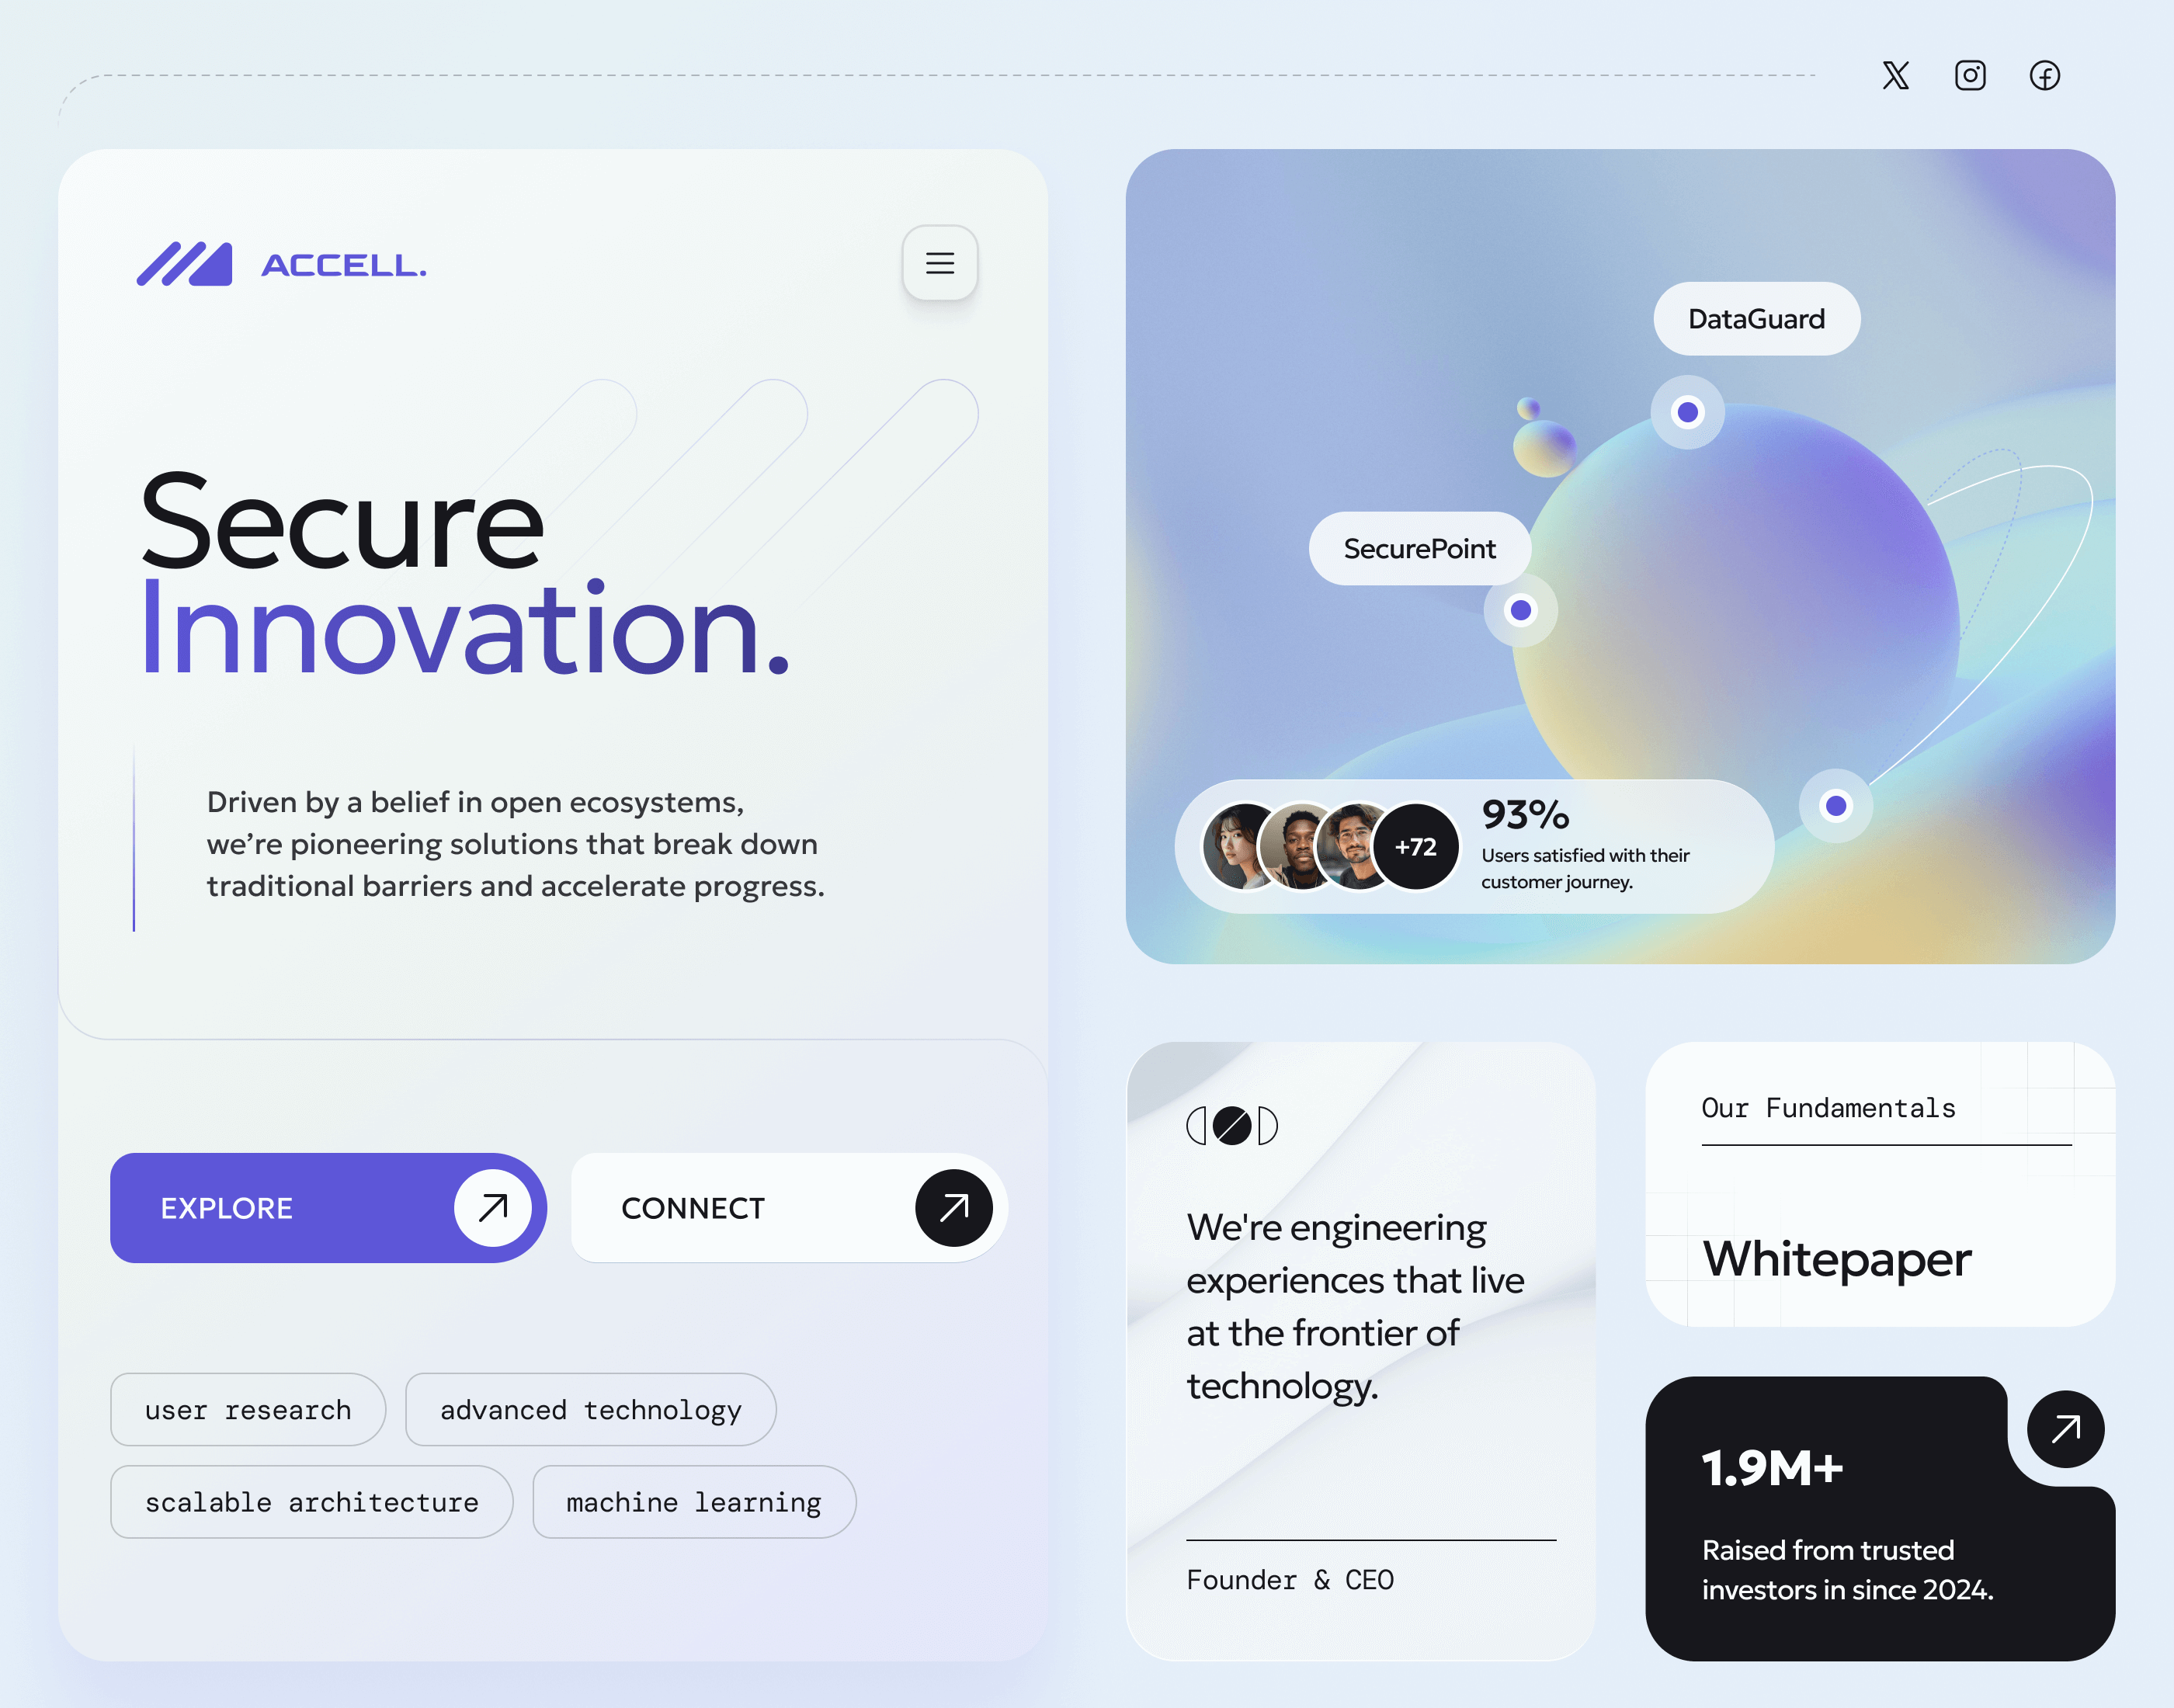 ACCELL.
Secure
Innovation.
Driven by a belief in open ecosystems,
we’re pioneering solutions that break down
traditional barriers and accelerate progress.
EXPLORE
CONNECT
user research
advanced technology
scalable architecture
machine learning
DataGuard
SecurePoint
+72
93%
Users satisfied with their
customer journey.
We're engineering
experiences that live
at the frontier of
technology.
Founder & CEO
Our Fundamentals
Whitepaper
1.9M+
Raised from trusted
investors in since 2024.